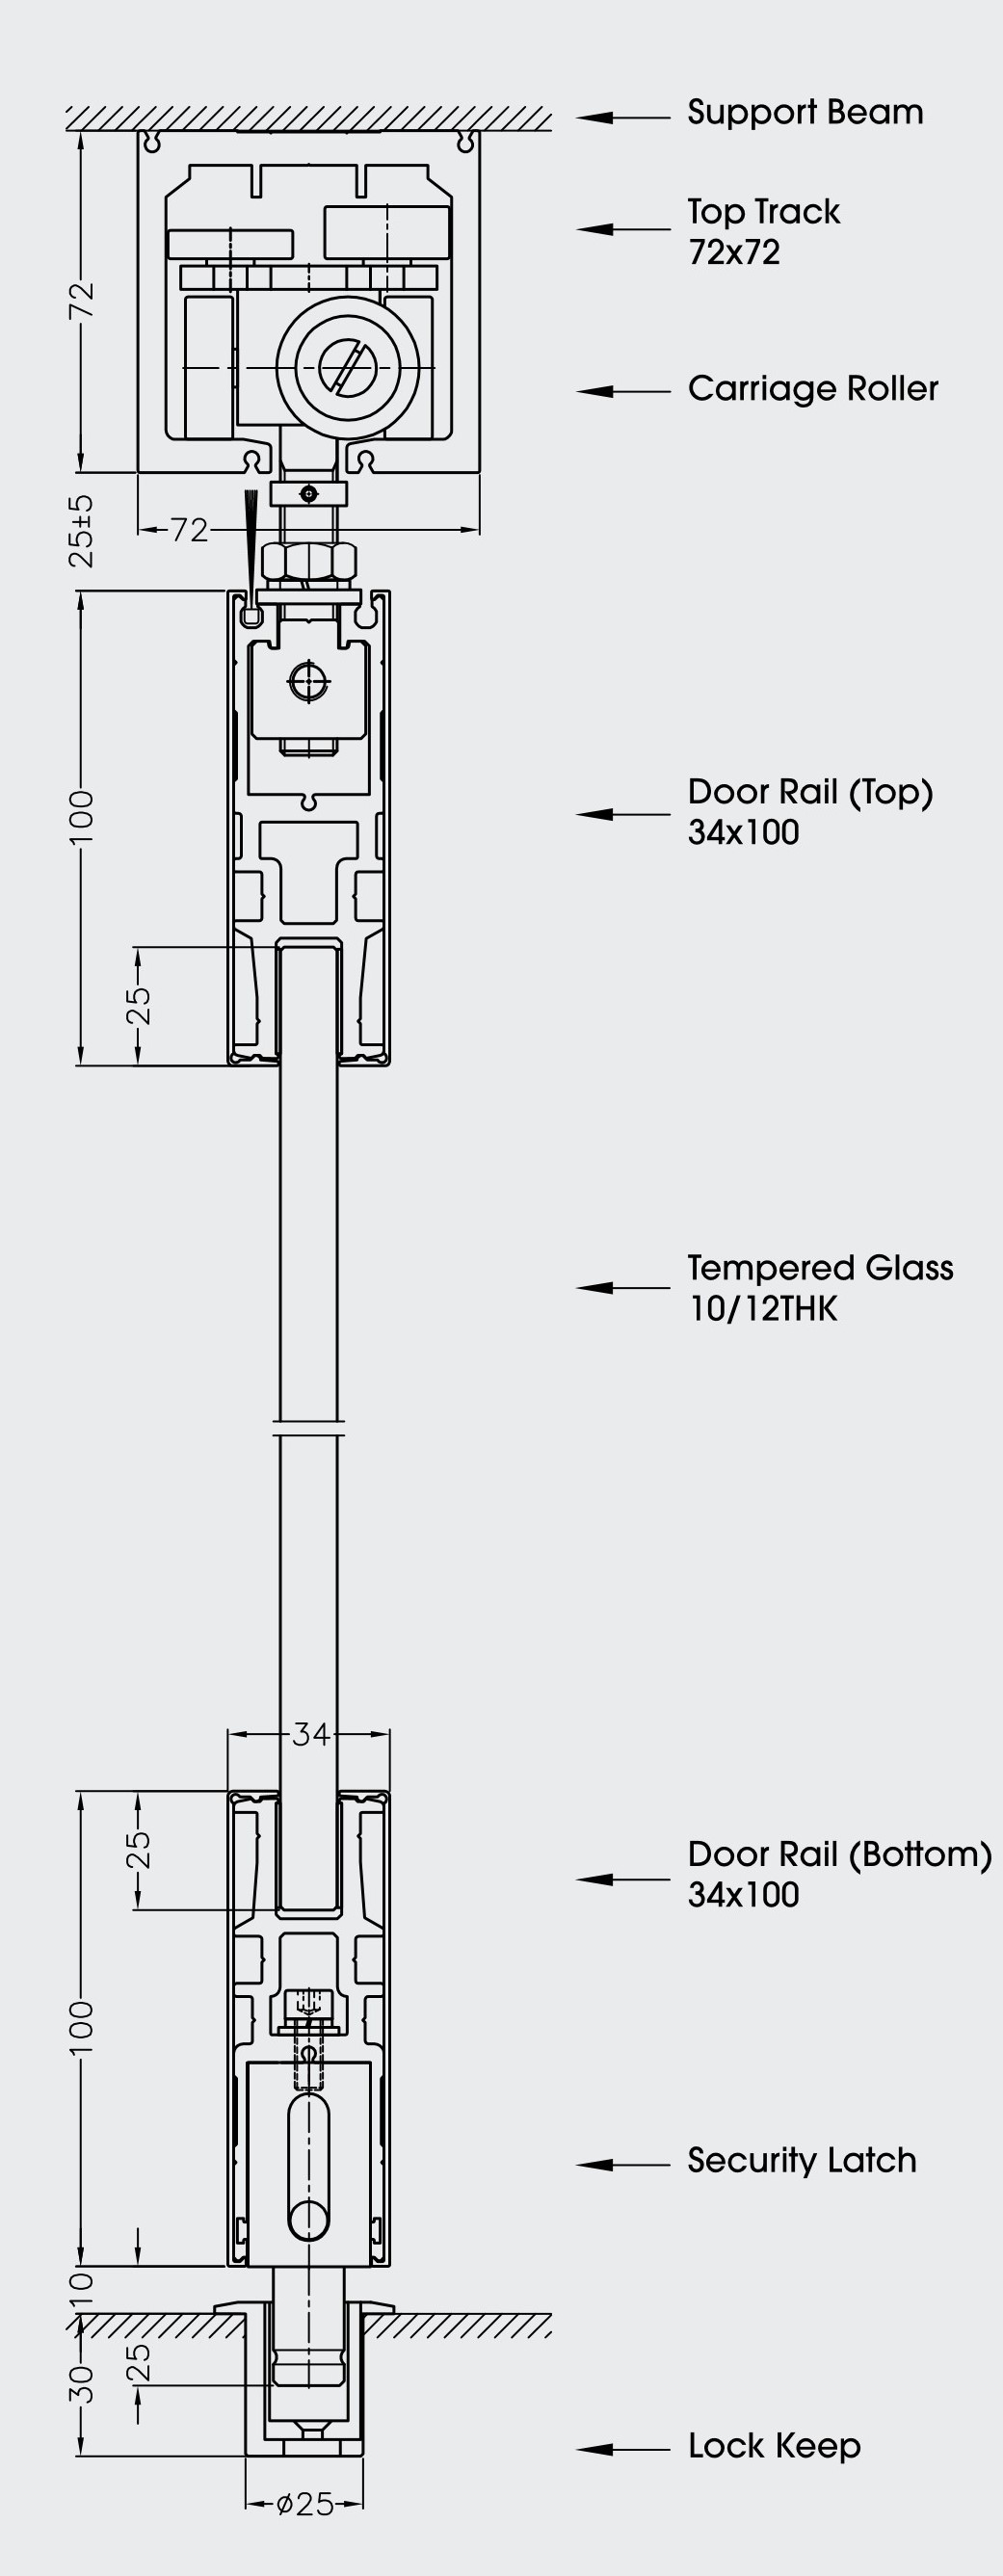 Support Beam
Top Track
72x72
72
Carriage Roller
25±5
72
Door Rail (Top)
34x100
100
25
Tempered Glass
10/12THK
34
Door Rail (Bottom)
34x100
25
100
Security Latch
10
25
30
Lock Keep
ø25